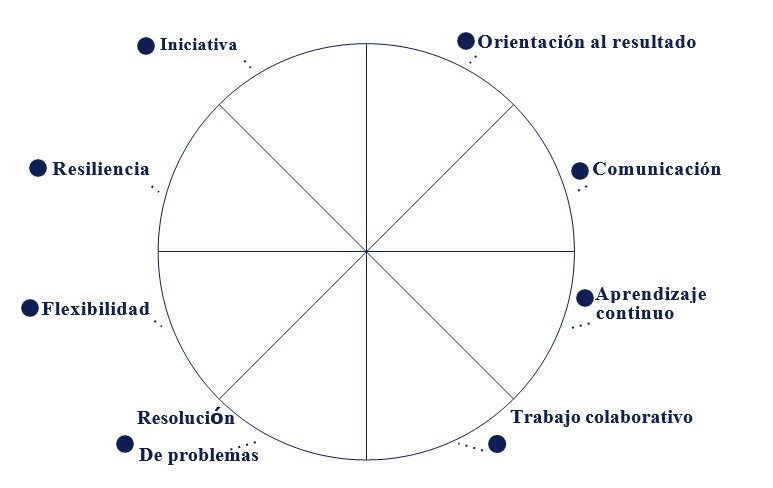 Iniciativa
Orientación al resultado
Resiliencia
Comunicación
Flexibilidad
Aprendizaje
continuo
Resolución
De problemas
Trabajo colaborativo